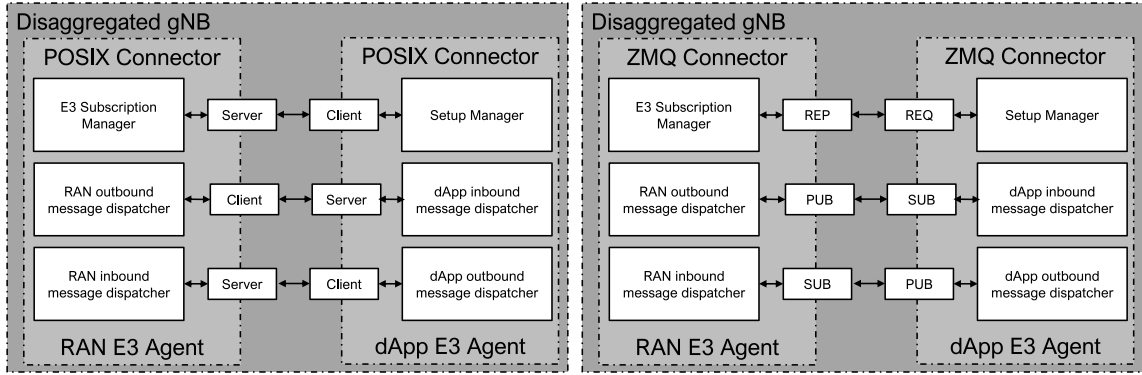 Disaggregated gNB
POSIX Connector
POSIX Connector
E3 Subscription
Manager
Server
Client
Setup Manager
RAN outbound
message dispatcher
Client
Server
dApp inbound
message dispatcher
RAN inbound
message dispatcher
Server
Client
dApp outbound
message dispatcher
RAN E3 Agent
dApp E3 Agent
Disaggregated gNB
ZMQ Connector
ZMQ Connector
E3 Subscription
Manager
REP
REQ
Setup Manager
RAN outbound
message dispatcher
PUB
SUB
dApp inbound
message dispatcher
RAN inbound
message dispatcher
SUB
PUB
dApp outbound
message dispatcher
RAN E3 Agent
dApp E3 Agent